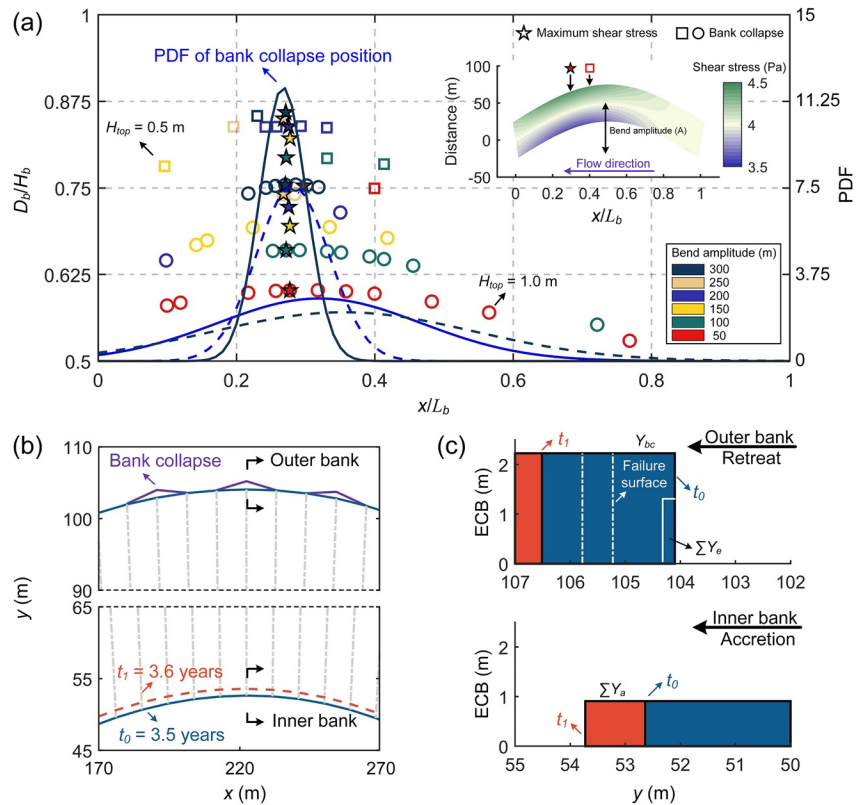 (a)
Maximum shear stress
Bank collapse
PDF of bank collapse position
H_top = 0.5 m
H_top = 1.0 m
D_b/H_b
1
0.875
0.75
0.625
0.5
0
0.2
0.4
0.6
0.8
1
x/L_b
15
11.25
7.5
3.75
0
PDF
Shear stress (Pa)
4.5
4
3.5
Distance (m)
100
75
50
25
0
-50
Bend amplitude (A)
Flow direction
0
0.2
0.4
0.6
0.8
1
x/L_b
Bend amplitude (m)
300
250
200
150
100
50
(b)
110
100
90
65
55
45
y (m)
Bank collapse
Outer bank
t_1 = 3.6 years
t_0 = 3.5 years
Inner bank
170
220
270
x (m)
(c)
ECB (m)
2
1
0
t_1
Y_bc
Failure
surface
t_0
∑Y_e
Outer bank
Retreat
107
106
105
104
103
102
Inner bank
Accretion
ECB (m)
2
1
0
∑Y_a
t_0
t_1
55
54
53
52
51
50
y (m)